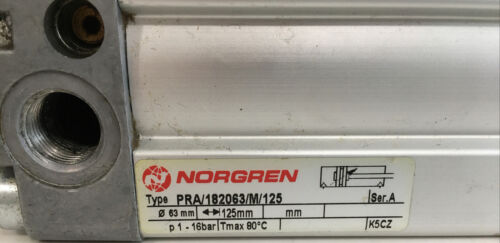 NORGREN
Type PRA/182063/M/125 Ser.A
Ø 63 mm 125mm mm
p 1 - 16bar Tmax 80°C K5CZ